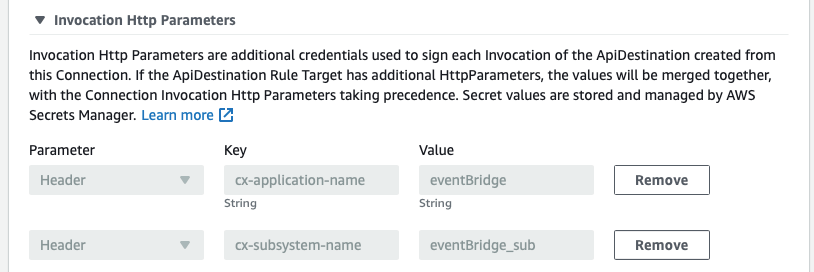 Invocation Http Parameters
Invocation Http Parameters are additional credentials used to sign each Invocation of the ApiDestination created from
this Connection. If the ApiDestination Rule Target has additional HttpParameters, the values will be merged together,
with the Connection Invocation Http Parameters taking precedence. Secret values are stored and managed by AWS
Secrets Manager. Learn more
Parameter Key Value
Header cx-application-name eventBridge Remove
String String
Header cx-subsystem-name eventBridge_sub Remove